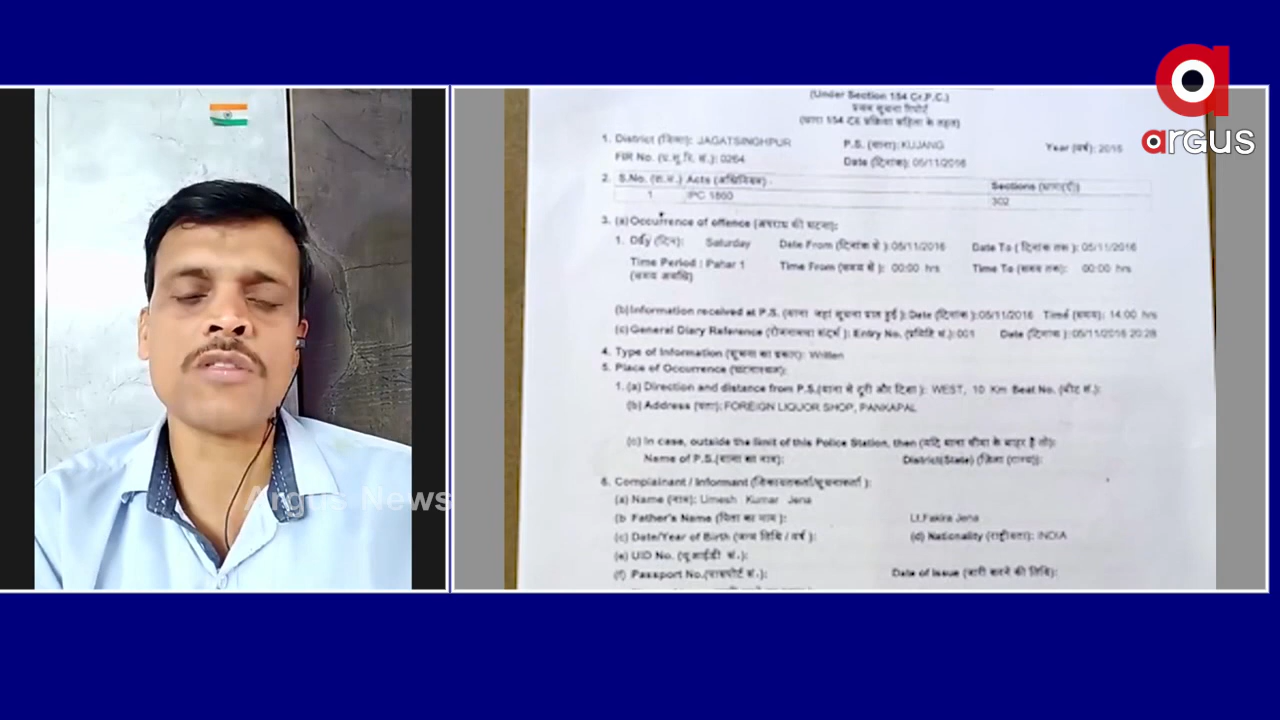 argus
Argus News
(Under Section 154 Cr.P.C.)
प्रथम सूचना रिपोर्ट
(धारा 154 दंड प्रक्रिया संहिता के तहत)
1. District (जिला): JAGATSINGHPUR P.S. (थाना): KUJANG Year (वर्ष): 2016
FIR No. (प्र.सू.रि. सं.): 0264 Date (दिनांक): 05/11/2016
2. S.No. (क्र.सं.) Acts (अधिनियम) Sections (धारा(एँ))
1 IPC 1860 302
3. (a) Occurrence of offence (अपराध की घटना):
1. Day (दिन): Saturday Date From (दिनांक से): 05/11/2016 Date To (दिनांक तक): 05/11/2016
Time Period : Pahar 1 Time From (समय से): 00:00 hrs Time To (समय तक): 00:00 hrs
(समय अवधि)
(b) Information received at P.S. (थाना जहां सूचना प्राप्त हुई): Date (दिनांक): 05/11/2016 Time (समय): 14:00 hrs
(c) General Diary Reference (रोजनामचा संदर्भ): Entry No. (प्रविष्टि सं.): 001 Date (दिनांक): 05/11/2016 20:28
4. Type of Information (सूचना का प्रकार): Written
5. Place of Occurrence (घटनास्थल):
1. (a) Direction and distance from P.S. (थाना से दूरी और दिशा): WEST, 10 Km Beat No. (बीट सं.):
(b) Address (पता): FOREIGN LIQUOR SHOP, PANKAPAL
(c) In case, outside the limit of this Police Station, then (यदि थाना सीमा के बाहर है तो):
Name of P.S. (थाना का नाम): District(State) (जिला (राज्य)):
6. Complainant / Informant (शिकायतकर्ता/सूचनाकर्ता):
(a) Name (नाम): Umesh Kumar Jena
(b) Father's Name (पिता का नाम): Lt.Fakira Jena
(c) Date/Year of Birth (जन्म तिथि / वर्ष): (d) Nationality (राष्ट्रीयता): INDIA
(e) UID No. (यूआईडी सं.):
(f) Passport No. (पासपोर्ट सं.): Date of Issue (जारी करने की तिथि):